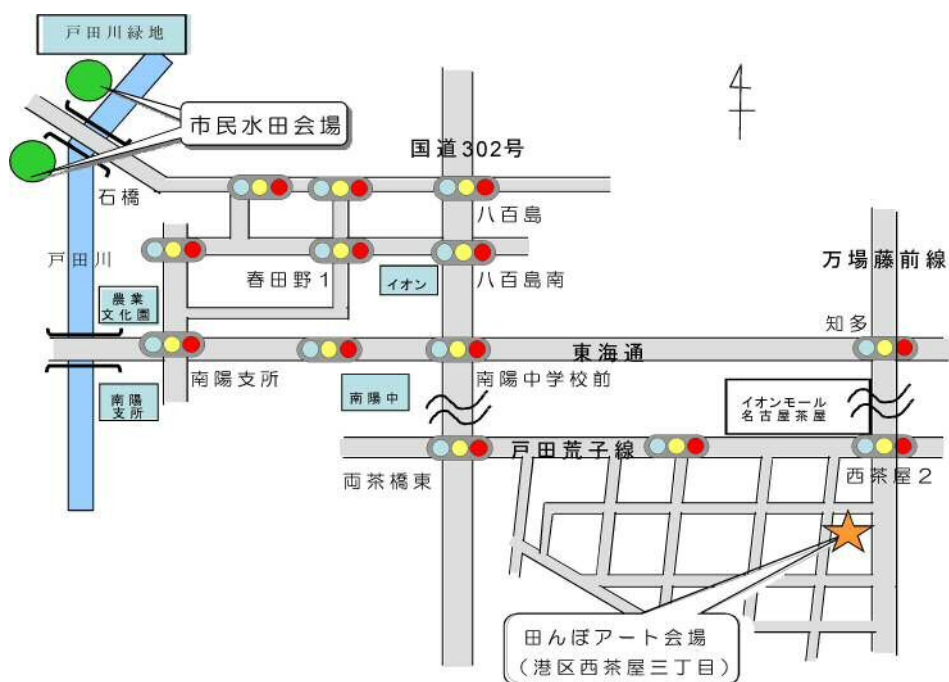 戸田川緑地
市民水田会場
国道302号
石橋
八百島
戸田川
春田野1
イオン
八百島南
万場藤前線
農業
文化園
知多
東海通
南陽支所
南陽中学校前
南陽
支所
南陽中
イオンモール
名古屋茶屋
戸田荒子線
両茶橋東
西茶屋2
田んぼアート会場
(港区西茶屋三丁目)